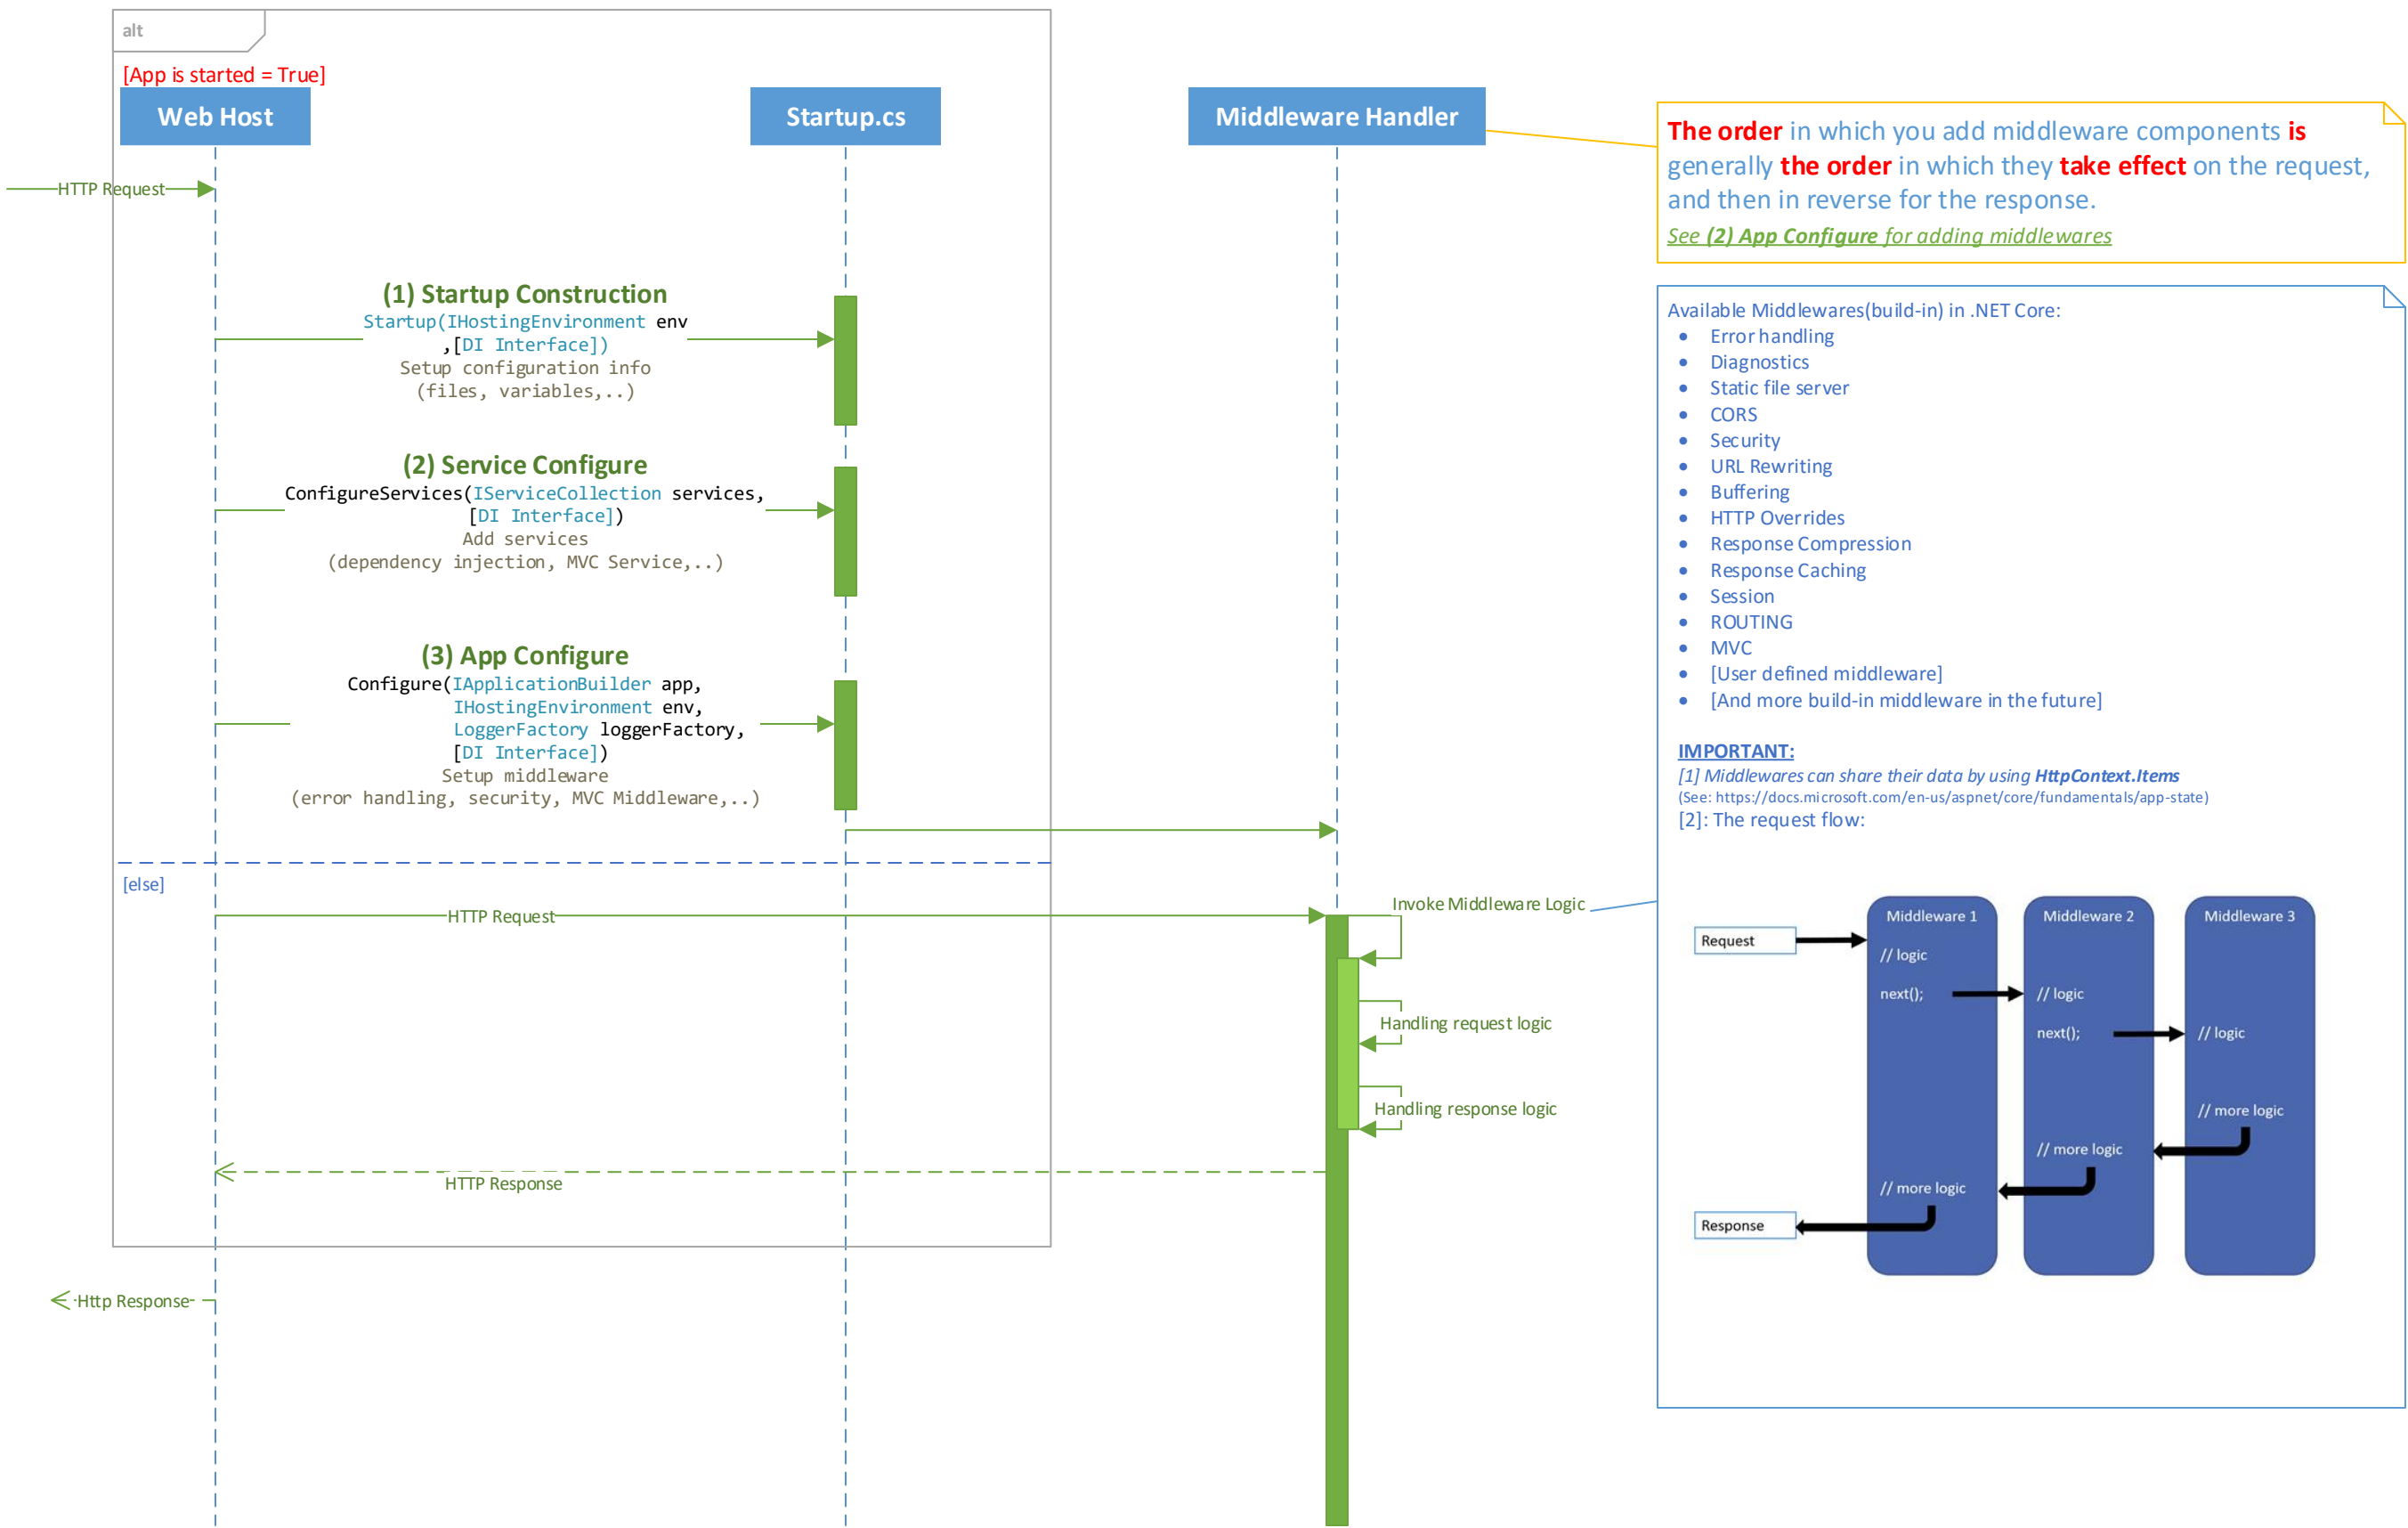 alt
[App is started = True]
Web Host
Startup.cs
Middleware Handler
HTTP Request
(1) Startup Construction
Startup(IHostingEnvironment env
,[DI Interface])
Setup configuration info
(files, variables,..)
(2) Service Configure
ConfigureServices(IServiceCollection services,
[DI Interface])
Add services
(dependency injection, MVC Service,..)
(3) App Configure
Configure(IApplicationBuilder app,
IHostingEnvironment env,
LoggerFactory loggerFactory,
[DI Interface])
Setup middleware
(error handling, security, MVC Middleware,..)
[else]
HTTP Request
Invoke Middleware Logic
Handling request logic
Handling response logic
HTTP Response
Http Response
The order in which you add middleware components is
generally the order in which they take effect on the request,
and then in reverse for the response.
See (2) App Configure for adding middlewares
Available Middlewares(build-in) in .NET Core:
• Error handling
• Diagnostics
• Static file server
• CORS
• Security
• URL Rewriting
• Buffering
• HTTP Overrides
• Response Compression
• Response Caching
• Session
• ROUTING
• MVC
• [User defined middleware]
• [And more build-in middleware in the future]
IMPORTANT:
[1] Middlewares can share their data by using HttpContext.Items
(See: https://docs.microsoft.com/en-us/aspnet/core/fundamentals/app-state)
[2]: The request flow:
Middleware 1
Middleware 2
Middleware 3
Request
// logic
next();
// logic
next();
// logic
// more logic
// more logic
// more logic
Response